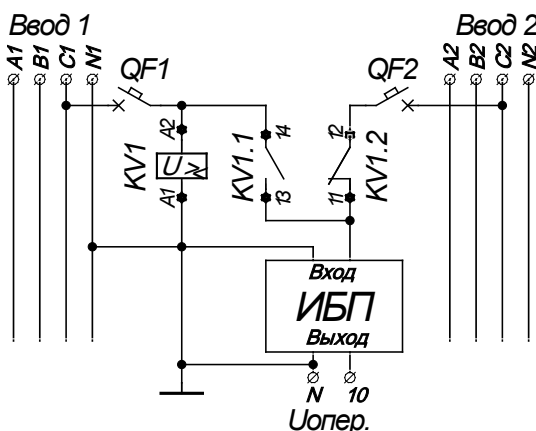 Ввод 1
Ввод 2
A1
B1
C1
N1
A2
B2
C2
N2
QF1
QF2
A2
14
12
KV1
U
KV1.1
KV1.2
A1
13
11
Вход
ИБП
Выход
N
10
Uопер.